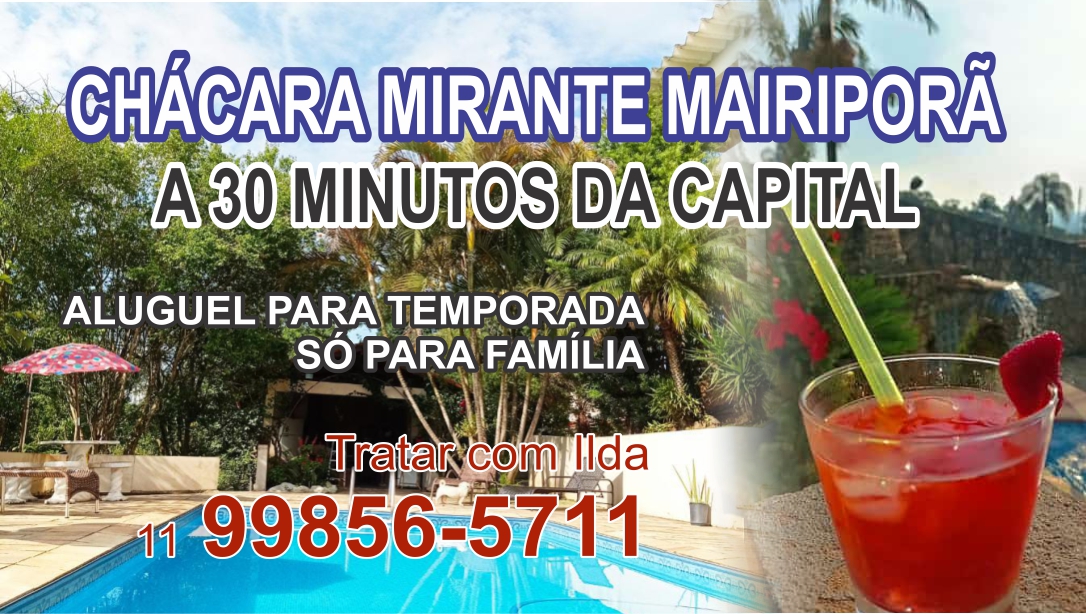 CHÁCARA MIRANTE MAIRIPORÃ
A 30 MINUTOS DA CAPITAL
ALUGUEL PARA TEMPORADA
SÓ PARA FAMÍLIA
Tratar com Ilda
11 99856-5711